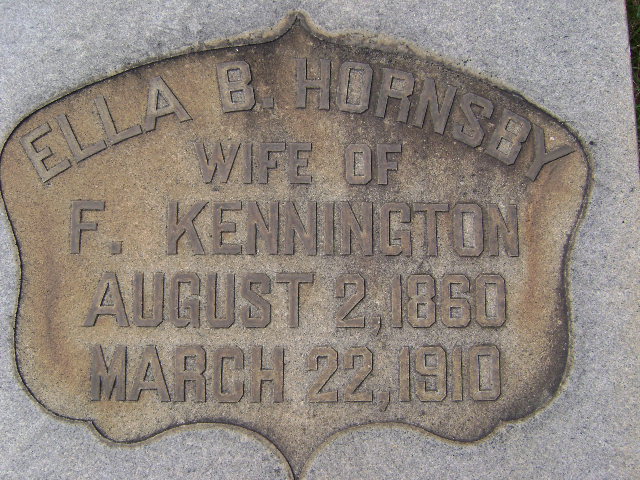 ELLA B. HORNSBY
WIFE OF
F. KENNINGTON
AUGUST 2, 1860
MARCH 22, 1910